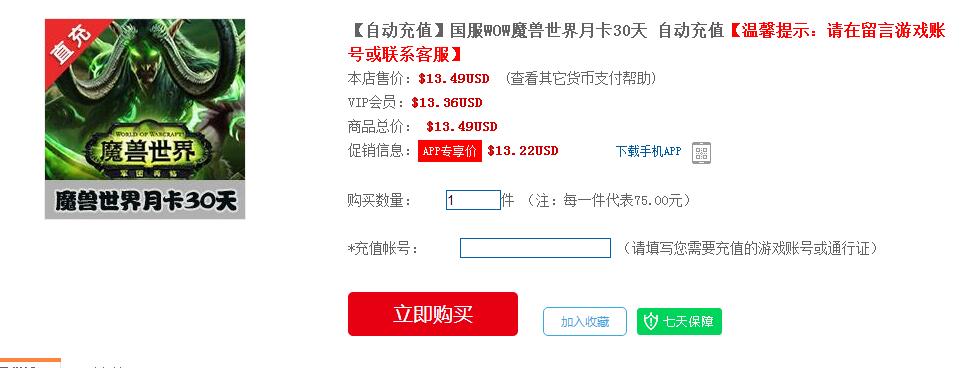 【自动充值】国服WOW魔兽世界月卡30天 自动充值【温馨提示：请在留言游戏账
号或联系客服】
本店售价：$13.49USD (查看其它货币支付帮助)
VIP会员：$13.36USD
商品总价： $13.49USD
促销信息： APP专享价 $13.22USD 下载手机APP
购买数量： 1 件 （注：每一件代表75.00元）
*充值帐号： （请填写您需要充值的游戏账号或通行证）
立即购买 加入收藏 七天保障
直充
WORLD OF WARCRAFT
魔兽世界
军团再临
魔兽世界月卡30天